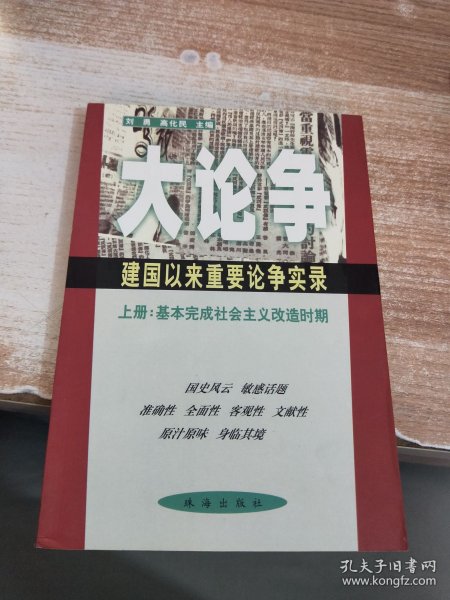 刘勇 高化民 主编
大论争
建国以来重要论争实录
上册:基本完成社会主义改造时期
国史风云 敏感话题
准确性 全面性 客观性 文献性
原汁原味 身临其境
珠海出版社
孔夫子旧书网
www.kongfz.com